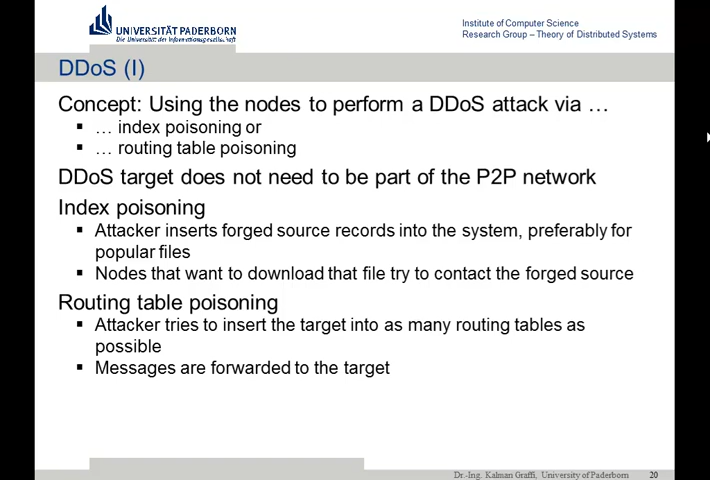 UNIVERSITÄT PADERBORN
Die Universität der Informationsgesellschaft
Institute of Computer Science
Research Group – Theory of Distributed Systems
DDoS (I)
Concept: Using the nodes to perform a DDoS attack via …
▪ … index poisoning or
▪ … routing table poisoning
DDoS target does not need to be part of the P2P network
Index poisoning
▪ Attacker inserts forged source records into the system, preferably for
popular files
▪ Nodes that want to download that file try to contact the forged source
Routing table poisoning
▪ Attacker tries to insert the target into as many routing tables as
possible
▪ Messages are forwarded to the target
Dr.-Ing. Kalman Graffi, University of Paderborn 20